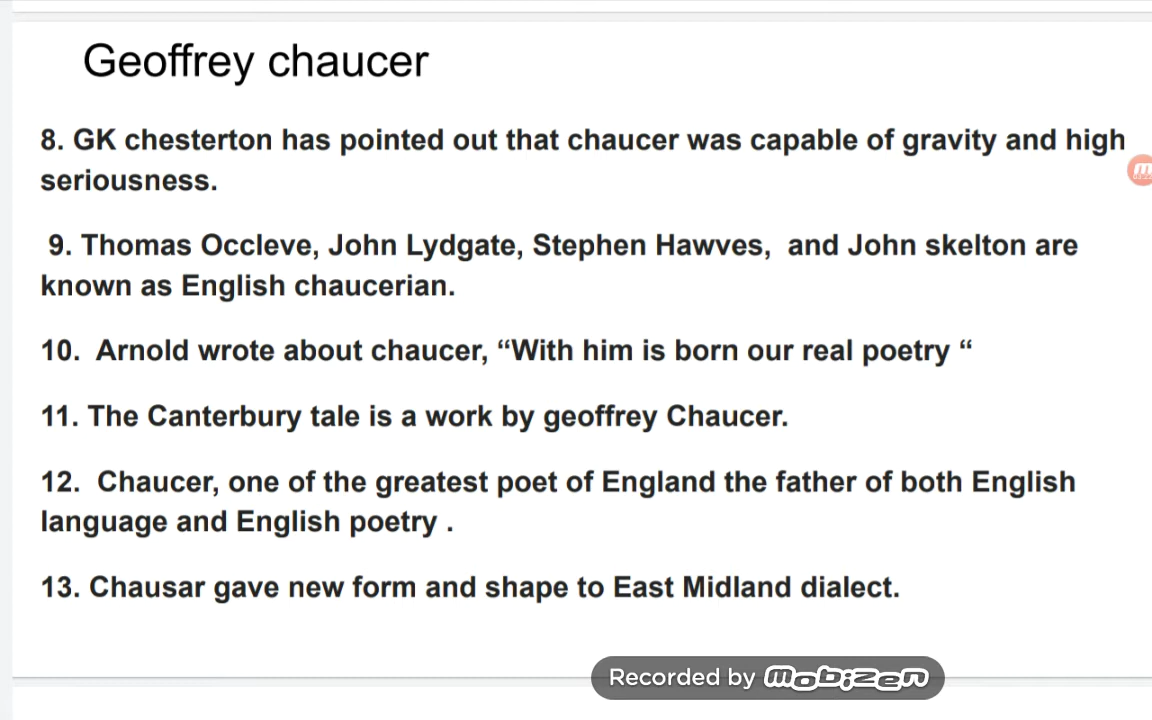 Geoffrey chaucer
8. GK chesterton has pointed out that chaucer was capable of gravity and high
seriousness.
9. Thomas Occleve, John Lydgate, Stephen Hawves,  and John skelton are
known as English chaucerian.
10.  Arnold wrote about chaucer, “With him is born our real poetry “
11. The Canterbury tale is a work by geoffrey Chaucer.
12.  Chaucer, one of the greatest poet of England the father of both English
language and English poetry .
13. Chausar gave new form and shape to East Midland dialect.
Recorded by mobizen